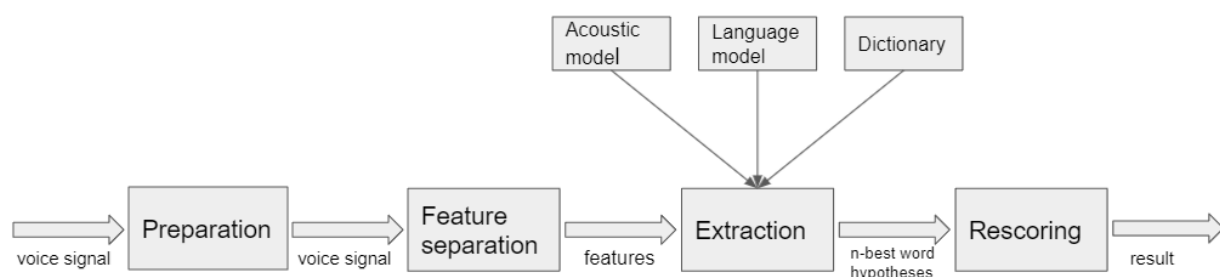 Acoustic
model
Language
model
Dictionary
Preparation
Feature
separation
Extraction
Rescoring
voice signal
voice signal
features
n-best word
hypotheses
result